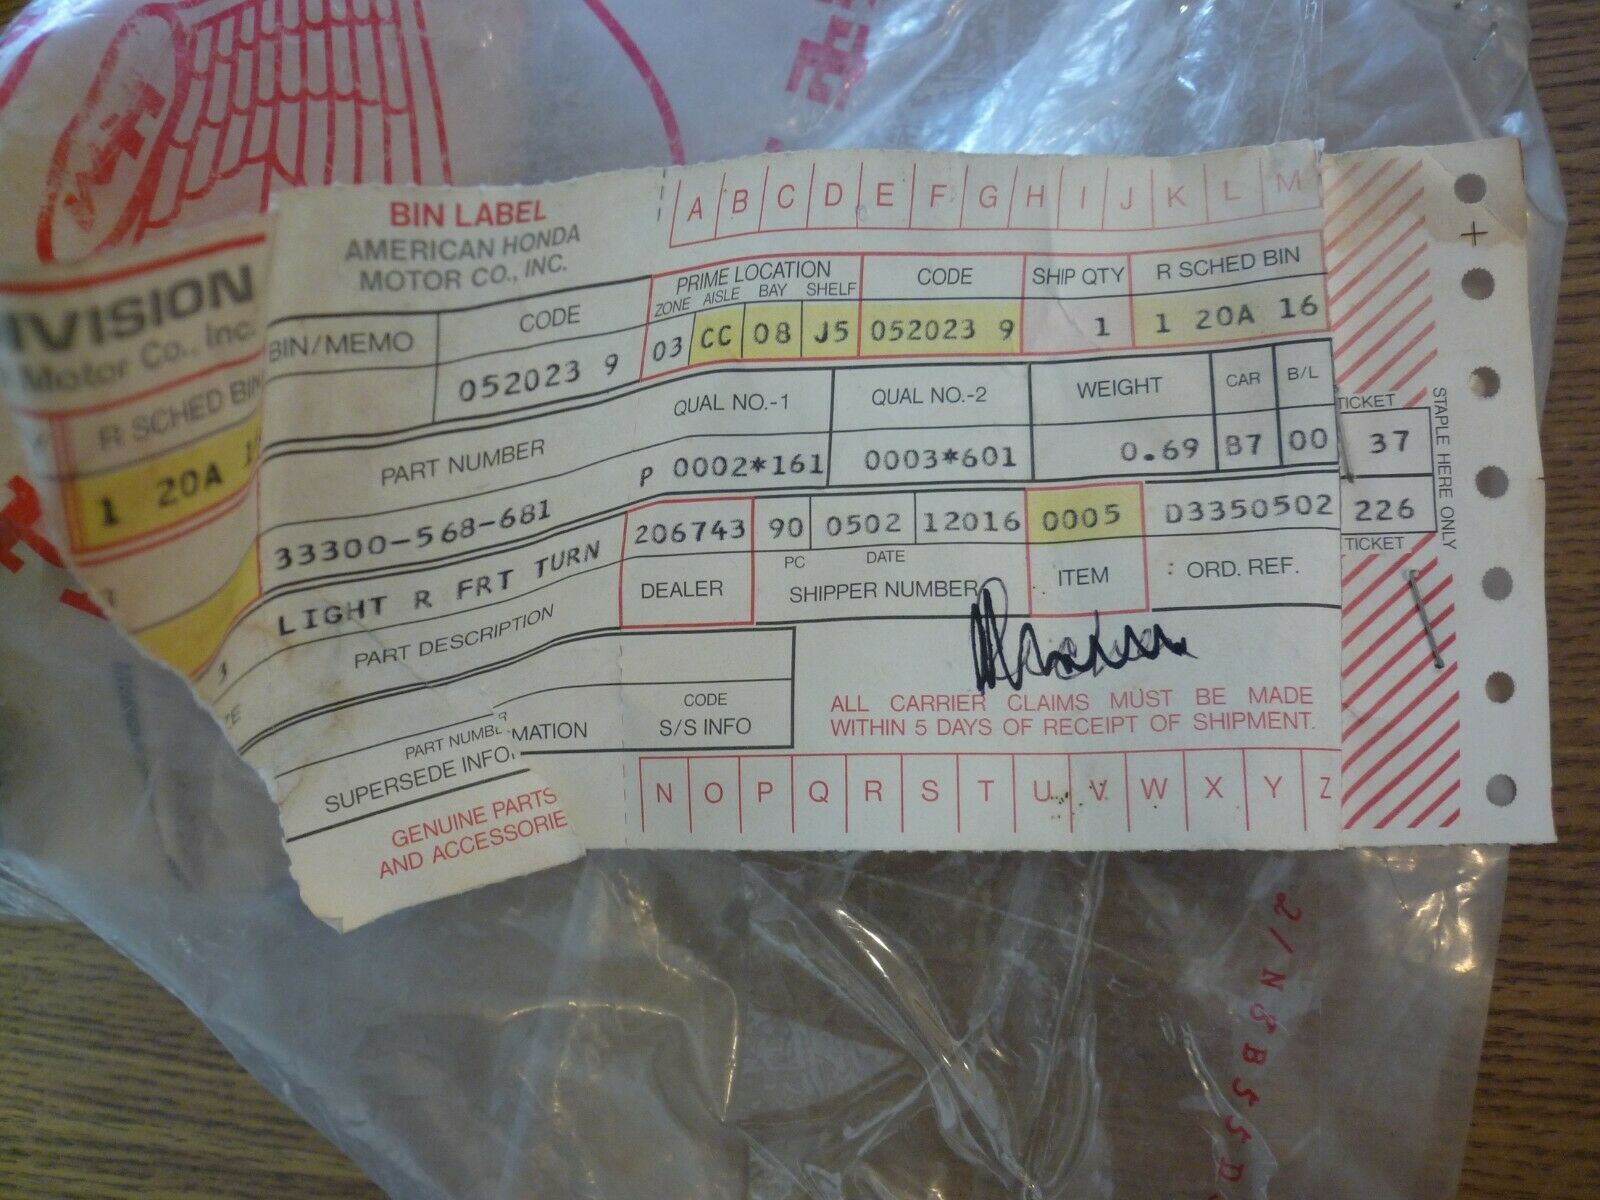 BIN LABEL
AMERICAN HONDA
MOTOR CO., INC.
A B C D E F G H I J K L M
BIN/MEMO
CODE
052023 9
PRIME LOCATION
ZONE AISLE BAY SHELF
03 CC 08 J5
CODE
052023 9
SHIP QTY
1
R SCHED BIN
1 20A 16
PART NUMBER
33300-568-681
QUAL NO.-1
P 0002*161
QUAL NO.-2
0003*601
WEIGHT
0.69
CAR
B7
B/L
00
TICKET
37
226
TICKET
STAPLE HERE ONLY
LIGHT R FRT TURN
PART DESCRIPTION
206743
DEALER
90 0502 12016
PC DATE
SHIPPER NUMBER
0005
ITEM
D3350502
ORD. REF.
PART NUMB
SUPERSEDE INFO
MATION
CODE
S/S INFO
ALL CARRIER CLAIMS MUST BE MADE
WITHIN 5 DAYS OF RECEIPT OF SHIPMENT.
GENUINE PARTS
AND ACCESSORIE
N O P Q R S T U V W X Y Z
IVISION
Motor Co., Inc.
R SCHED BIN
1 20A